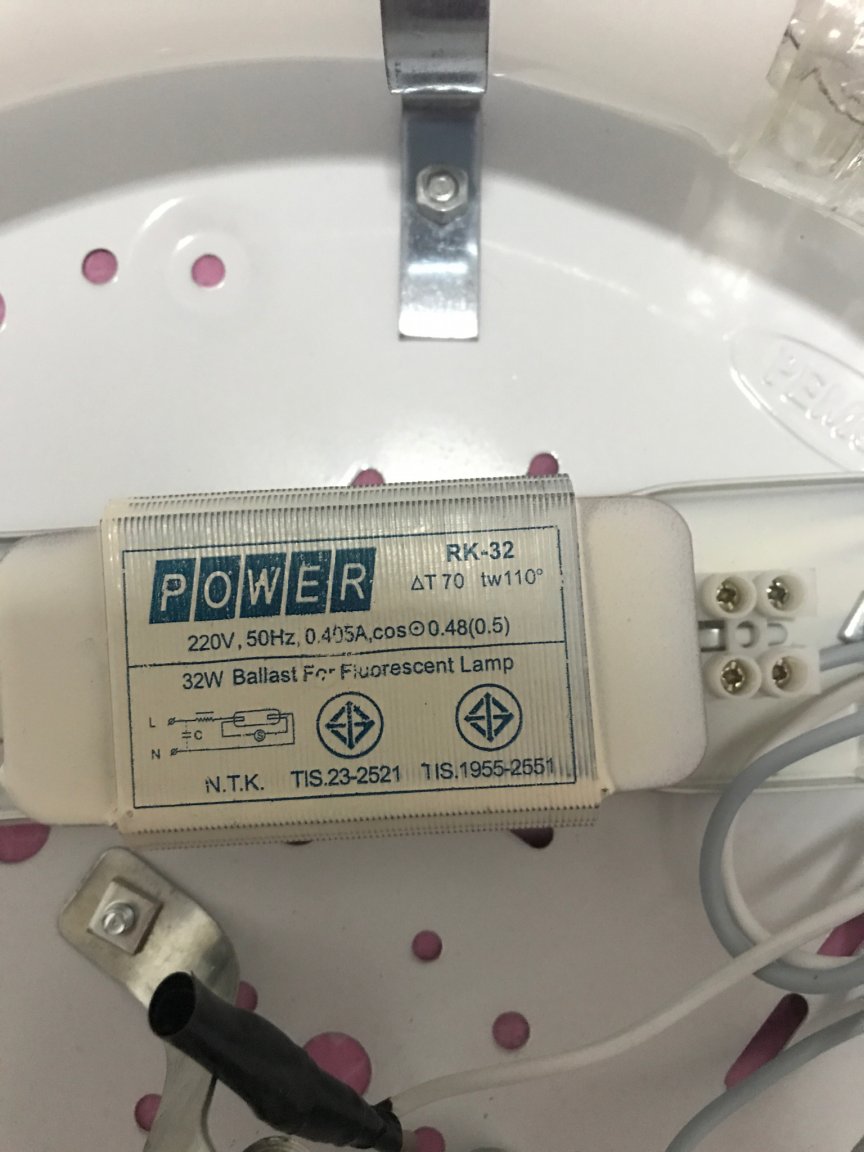 POWER
RK-32
ΔT 70 tw110°
220V, 50Hz, 0.405A, cos⊙0.48(0.5)
32W Ballast For Fluorescent Lamp
L
C
S
N
N.T.K. TIS.23-2521 TIS.1955-2551